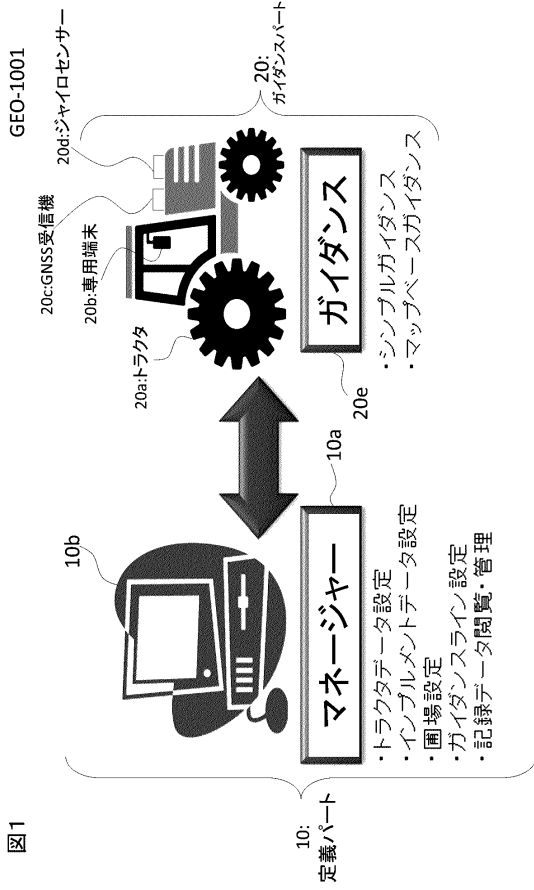 図1
GEO-1001
10:
定義パート
10b
マネージャー
10a
・トラクタデータ設定
・インプルメントデータ設定
・圃場設定
・ガイダンスライン設定
・記録データ閲覧・管理
20a:トラクタ
20b:専用端末
20c:GNSS受信機
20d:ジャイロセンサー
20:
ガイダンスパート
ガイダンス
20e
・シンプルガイダンス
・マップベースガイダンス